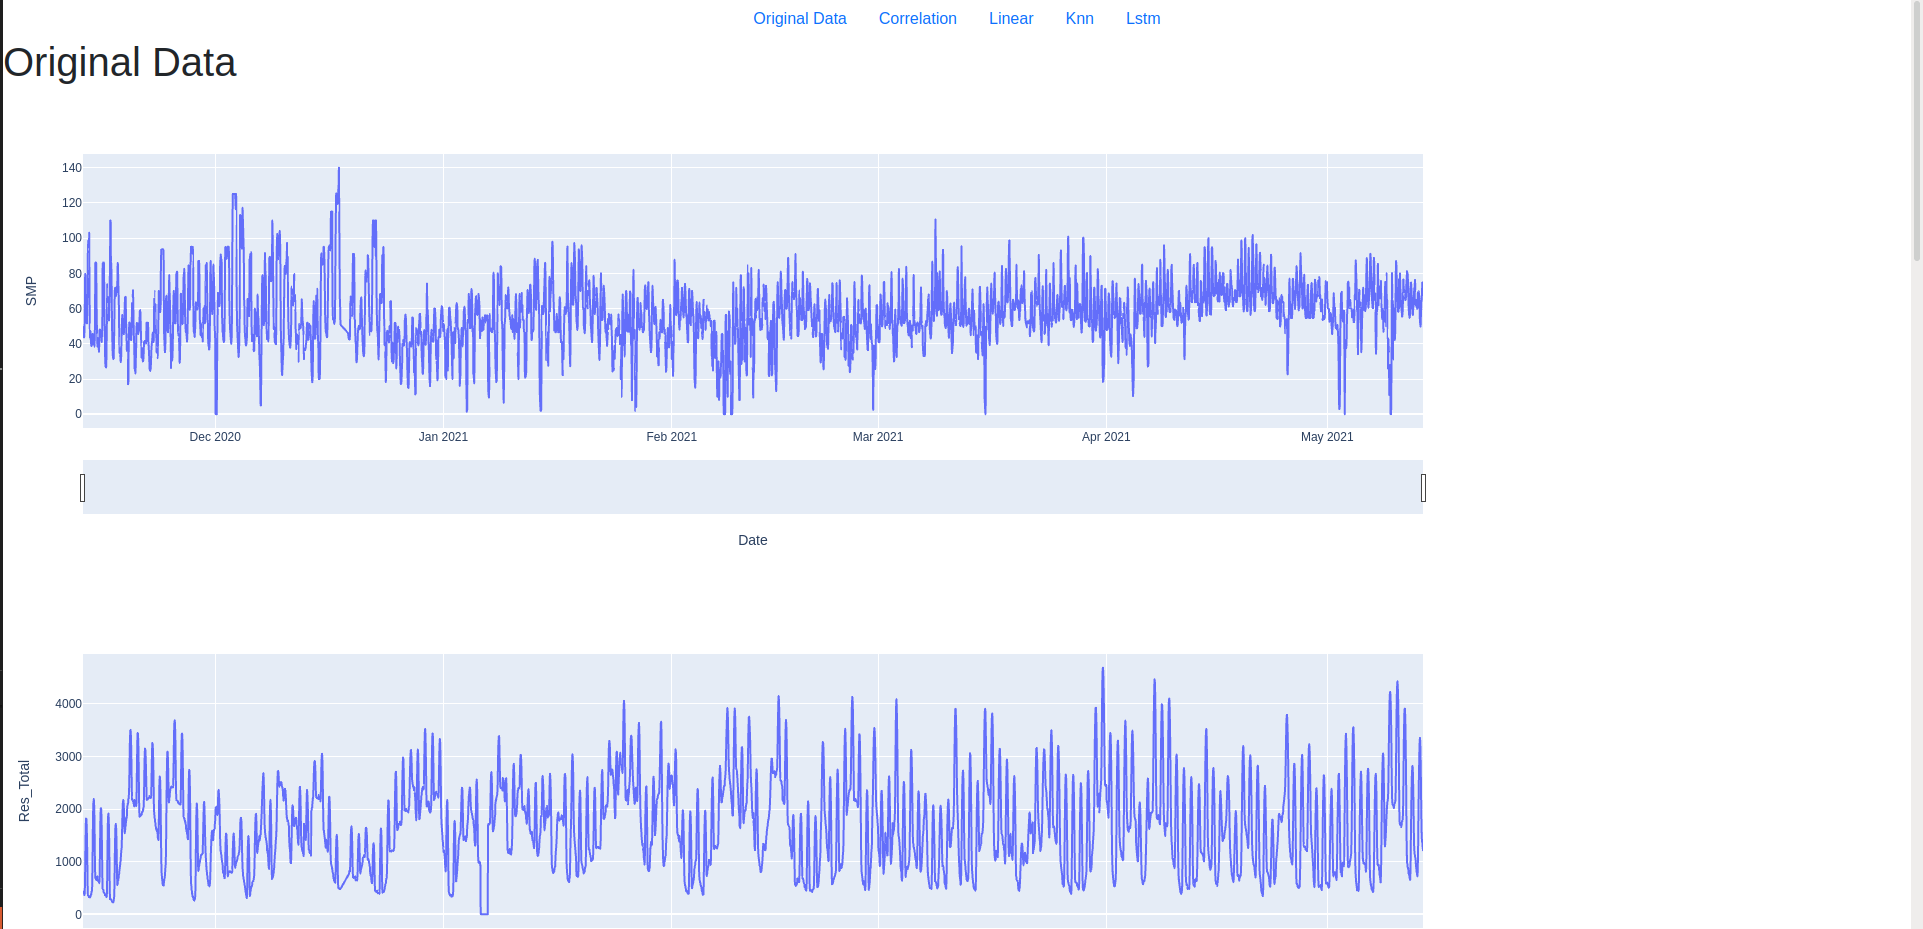 Original Data Correlation Linear Knn Lstm
Original Data
140
120
100
80
60
40
20
0
SMP
Dec 2020 Jan 2021 Feb 2021 Mar 2021 Apr 2021 May 2021
Date
4000
3000
2000
1000
0
Res_Total